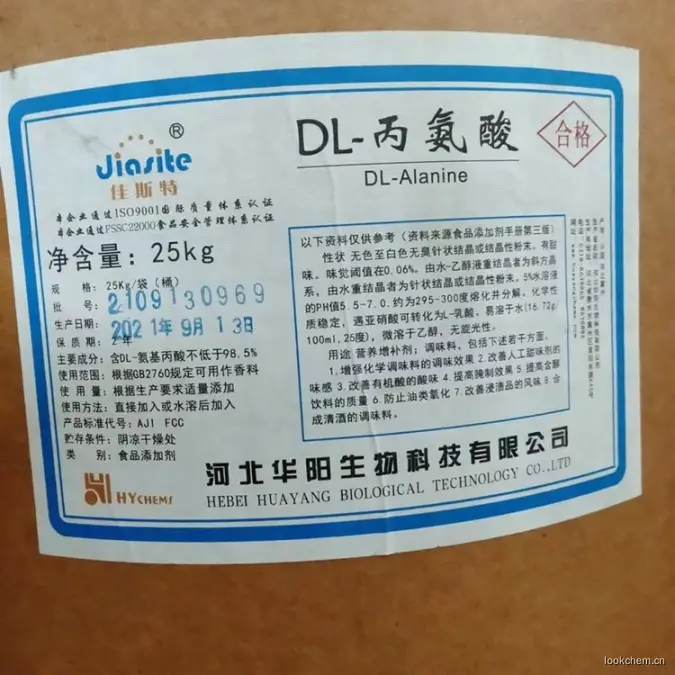 Jiasite®
佳斯特
本企业通过ISO9001国际质量体系认证
本企业通过FSSC22000食品安全管理体系认证
净含量：25kg
规 格：25Kg/袋（桶）
批 号：2109130969
生产日期：2021年9月13日
保 质 期：2年
主要成分：含DL-氨基丙酸不低于98.5%
使用范围：根据GB2760规定可用作香料
使 用 量：根据生产要求适量添加
使用方法：直接加入或水溶后加入
产品标准代号：AJI FCC
贮存条件：阴凉干燥处
类 别：食品添加剂
HYCHEMS
DL-丙氨酸
DL-Alanine
合格
以下资料仅供参考（资料来源食品添加剂手册第三版）
性状 无色至白色无臭针状结晶或结晶性粉末。有甜
味。味觉阈值在0.06%。由水-乙醇液重结晶者为斜方晶
系，由水重结晶者为针状结晶或结晶性粉末。5%水溶液
的PH值5.5-7.0.约为295-300度熔化并分解。化学性
质稳定，遇亚硝酸可转化为L-乳酸。易溶于水(16.72g/
100ml,25度)，微溶于乙醇，无旋光性。
用途 营养增补剂；调味料，包括下述若干方面。
1.增强化学调味料的调味效果 2.改善人工甜味剂的
味感 3.改善有机酸的酸味 4.提高腌制效果 5.提高含醇
饮料的质量 6.防止油类氧化 7.改善浸渍品的风味 8.合
成清酒的调味料。
河北华阳生物科技有限公司
HEBEI HUAYANG BIOLOGICAL TECHNOLOGY CO.,LTD
lookchem.cn